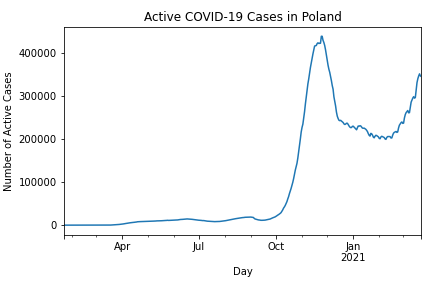 Active COVID-19 Cases in Poland
Number of Active Cases
400000
300000
200000
100000
0
Apr
Jul
Oct
Jan
2021
Day